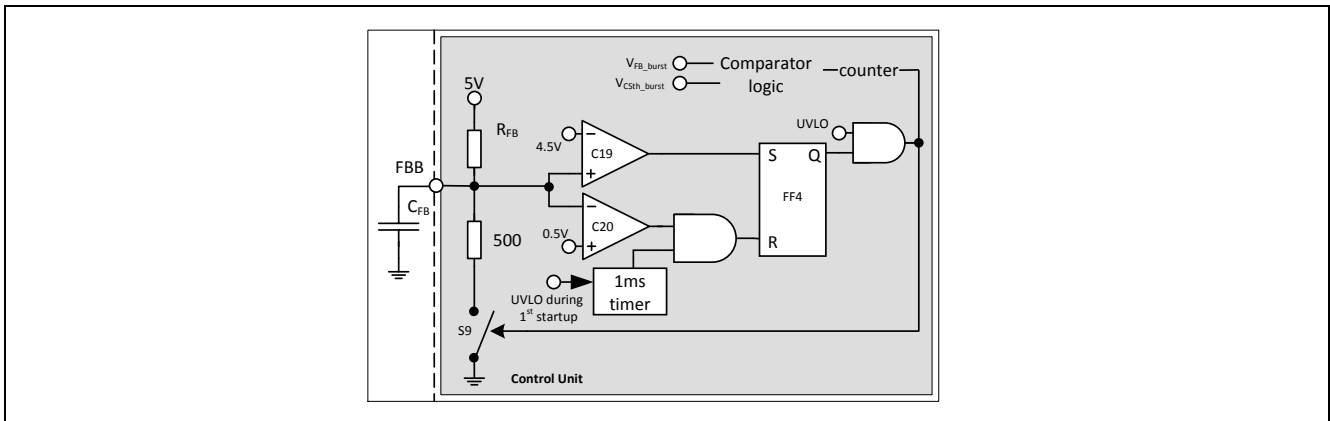 V_FB_burst Comparator counter
V_CSth_burst logic
5V
R_FB
UVLO
4.5V
C19
S Q
FBB
C_FB
FF4
500
C20
0.5V
R
1ms
timer
UVLO during
1st startup
S9
Control Unit